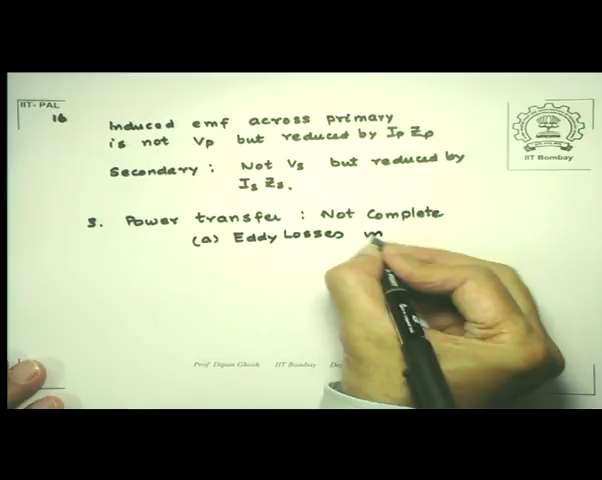 IIT-PAL
16
Induced emf across primary
is not Vp but reduced by Ip Zp
Secondary : Not Vs but reduced by
Is Zs.
3. Power transfer : Not Complete
(a) Eddy Losses
IIT Bombay
Prof Dipan Ghosh IIT Bombay